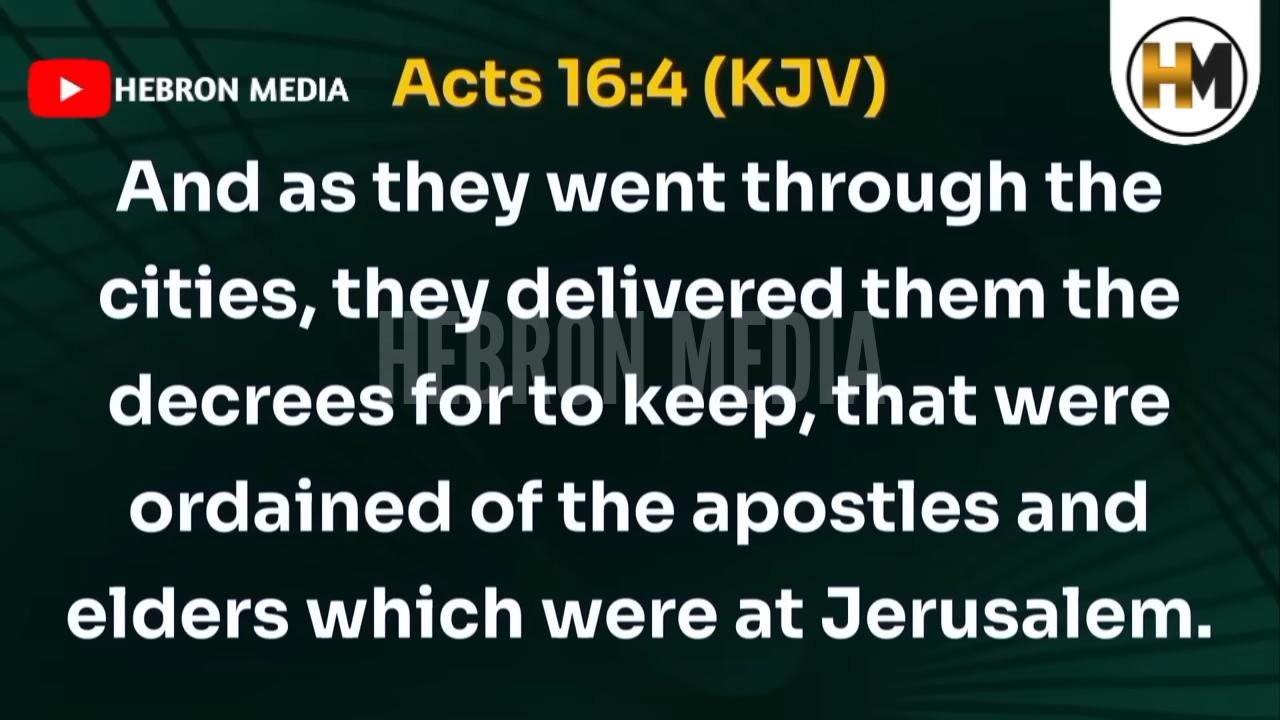 HEBRON MEDIA
Acts 16:4 (KJV)
HM
And as they went through the
cities, they delivered them the
decrees for to keep, that were
ordained of the apostles and
elders which were at Jerusalem.
HEBRON MEDIA